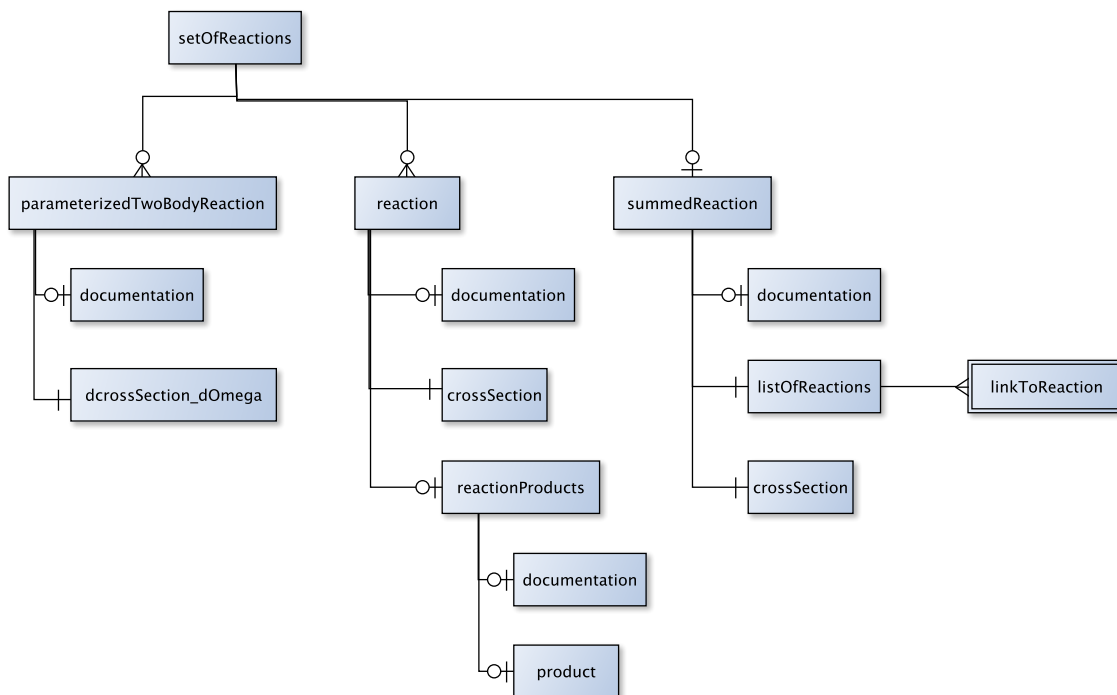 setOfReactions
parameterizedTwoBodyReaction
reaction
summedReaction
documentation
documentation
documentation
dcrossSection_dOmega
crossSection
listOfReactions
linkToReaction
reactionProducts
crossSection
documentation
product